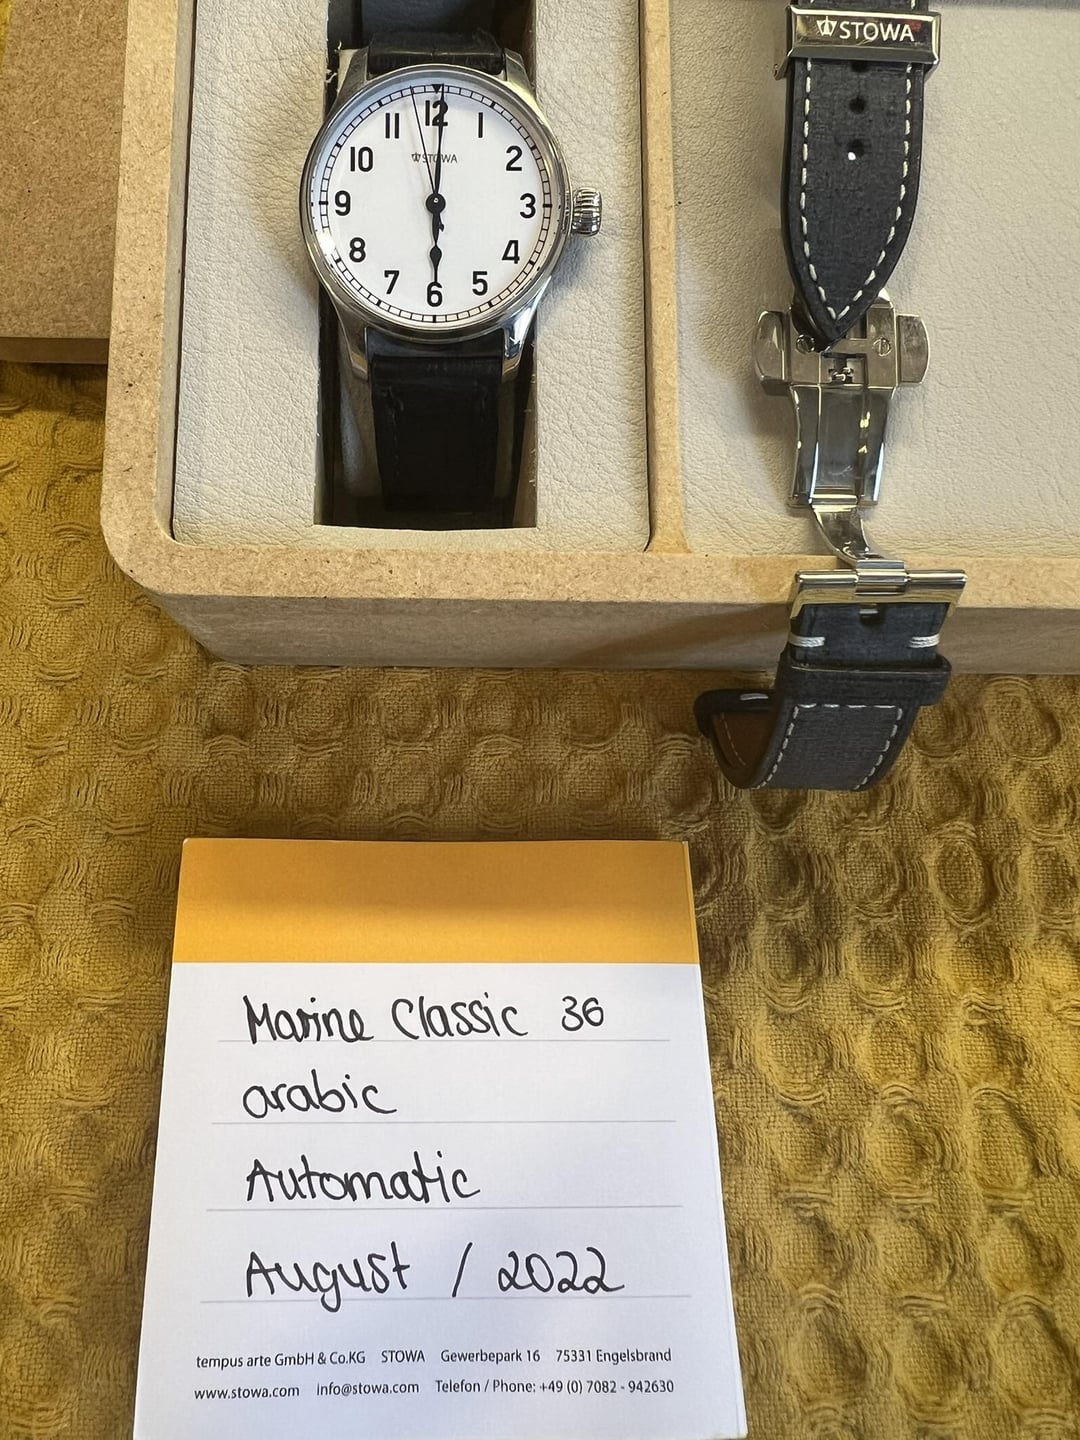 STOWA
12
11 1
10 STOWA 2
9 3
8 4
7 5
6
Marine Classic 36
arabic
Automatic
August / 2022
tempus arte GmbH & Co.KG STOWA Gewerbepark 16 75331 Engelsbrand
www.stowa.com info@stowa.com Telefon / Phone: +49 (0) 7082 - 942630